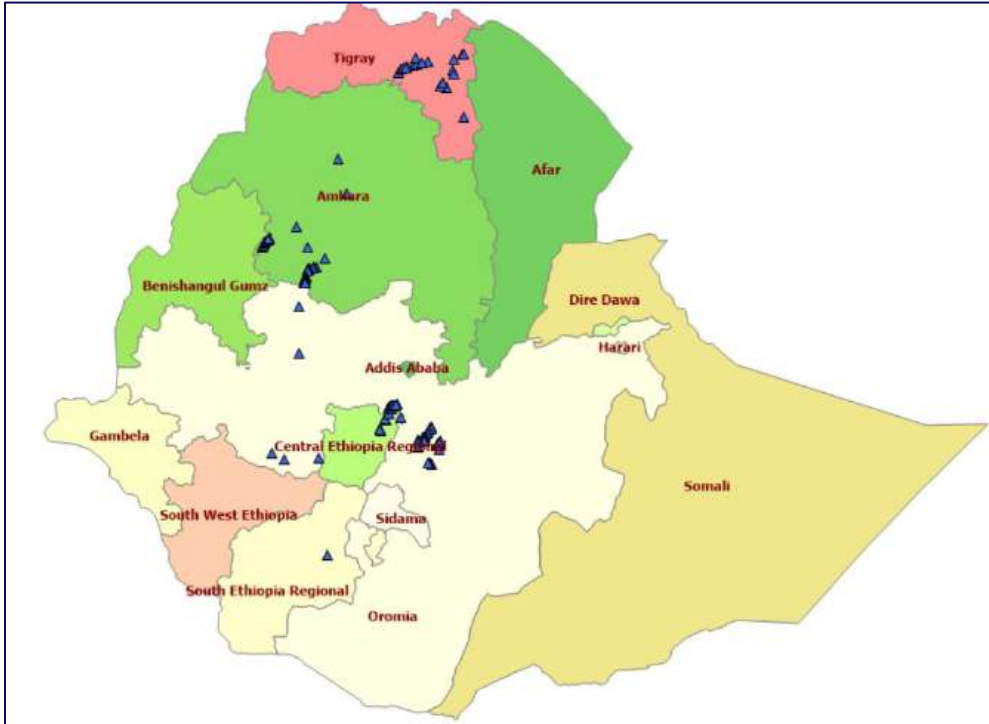 Tigray
Afar
Amhara
Benishangul Gumz
Dire Dawa
Harari
Addis Ababa
Gambela
Central Ethiopia Regional
Somali
South West Ethiopia
Sidama
South Ethiopia Regional
Oromia